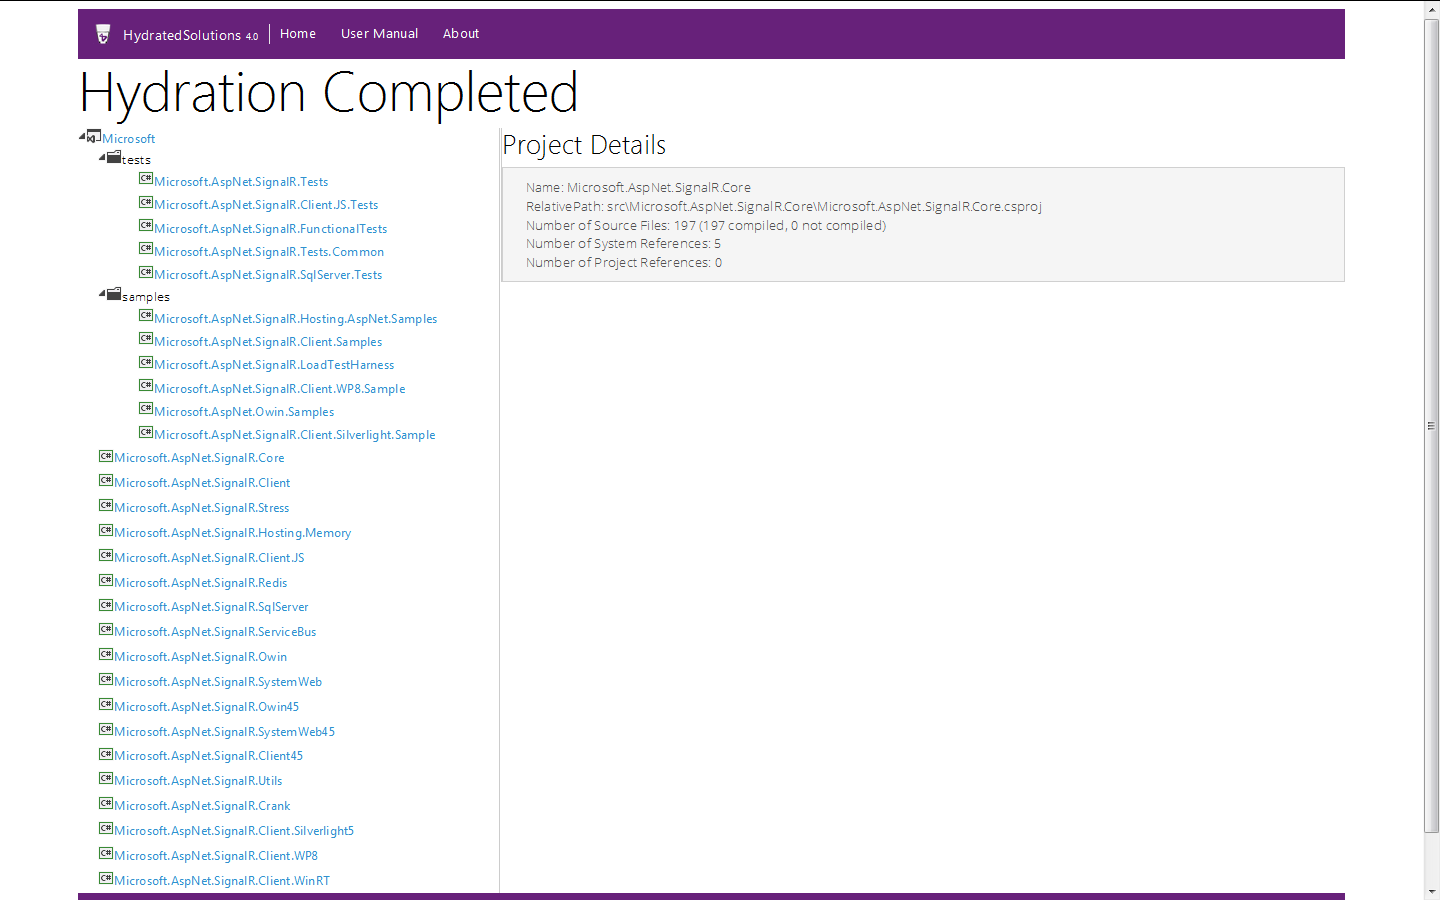 HydratedSolutions 4.0 Home User Manual About
Hydration Completed
Microsoft
tests
C# Microsoft.AspNet.SignalR.Tests
C# Microsoft.AspNet.SignalR.Client.JS.Tests
C# Microsoft.AspNet.SignalR.FunctionalTests
C# Microsoft.AspNet.SignalR.Tests.Common
C# Microsoft.AspNet.SignalR.SqlServer.Tests
samples
C# Microsoft.AspNet.SignalR.Hosting.AspNet.Samples
C# Microsoft.AspNet.SignalR.Client.Samples
C# Microsoft.AspNet.SignalR.LoadTestHarness
C# Microsoft.AspNet.SignalR.Client.WP8.Sample
C# Microsoft.AspNet.Owin.Samples
C# Microsoft.AspNet.SignalR.Client.Silverlight.Sample
C# Microsoft.AspNet.SignalR.Core
C# Microsoft.AspNet.SignalR.Client
C# Microsoft.AspNet.SignalR.Stress
C# Microsoft.AspNet.SignalR.Hosting.Memory
C# Microsoft.AspNet.SignalR.Client.JS
C# Microsoft.AspNet.SignalR.Redis
C# Microsoft.AspNet.SignalR.SqlServer
C# Microsoft.AspNet.SignalR.ServiceBus
C# Microsoft.AspNet.SignalR.Owin
C# Microsoft.AspNet.SignalR.SystemWeb
C# Microsoft.AspNet.SignalR.Owin45
C# Microsoft.AspNet.SignalR.SystemWeb45
C# Microsoft.AspNet.SignalR.Client45
C# Microsoft.AspNet.SignalR.Utils
C# Microsoft.AspNet.SignalR.Crank
C# Microsoft.AspNet.SignalR.Client.Silverlight5
C# Microsoft.AspNet.SignalR.Client.WP8
C# Microsoft.AspNet.SignalR.Client.WinRT
Project Details
Name: Microsoft.AspNet.SignalR.Core
RelativePath: src\Microsoft.AspNet.SignalR.Core\Microsoft.AspNet.SignalR.Core.csproj
Number of Source Files: 197 (197 compiled, 0 not compiled)
Number of System References: 5
Number of Project References: 0